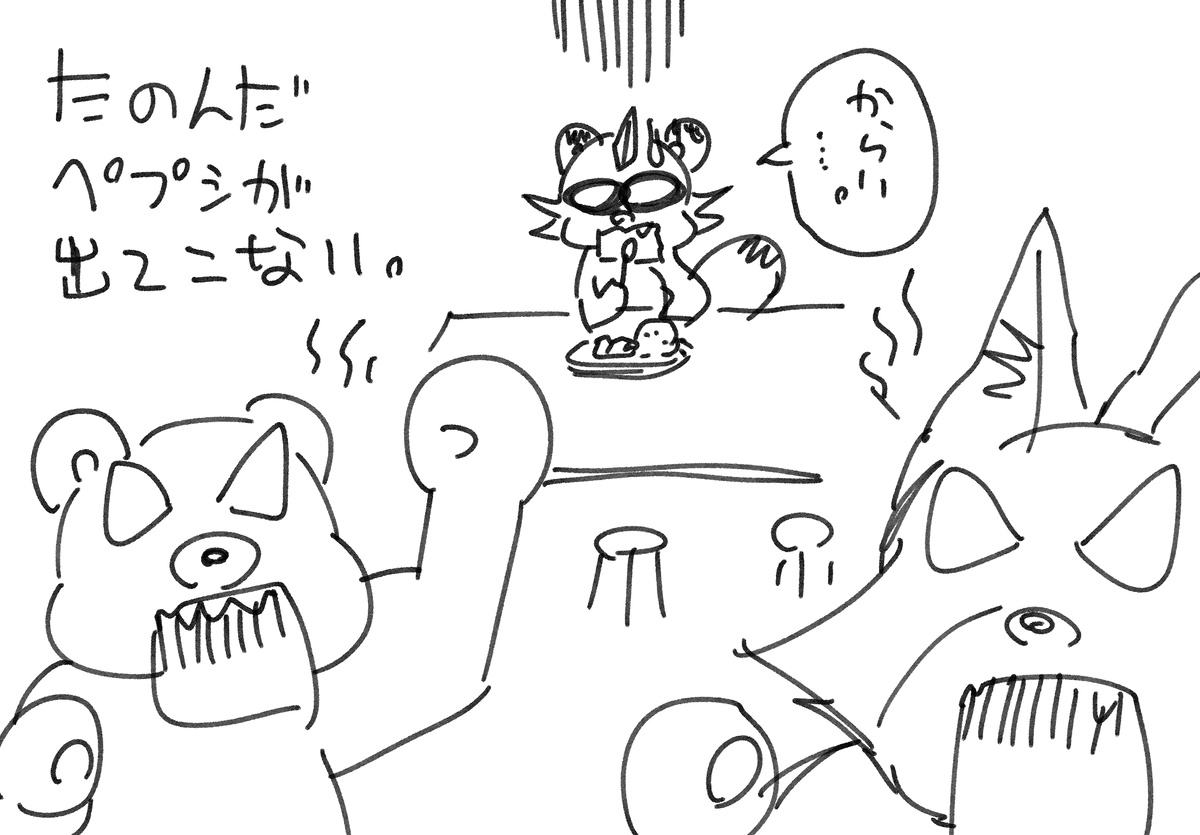 たのんだ
ペプシが
出てこない。
からい
……。